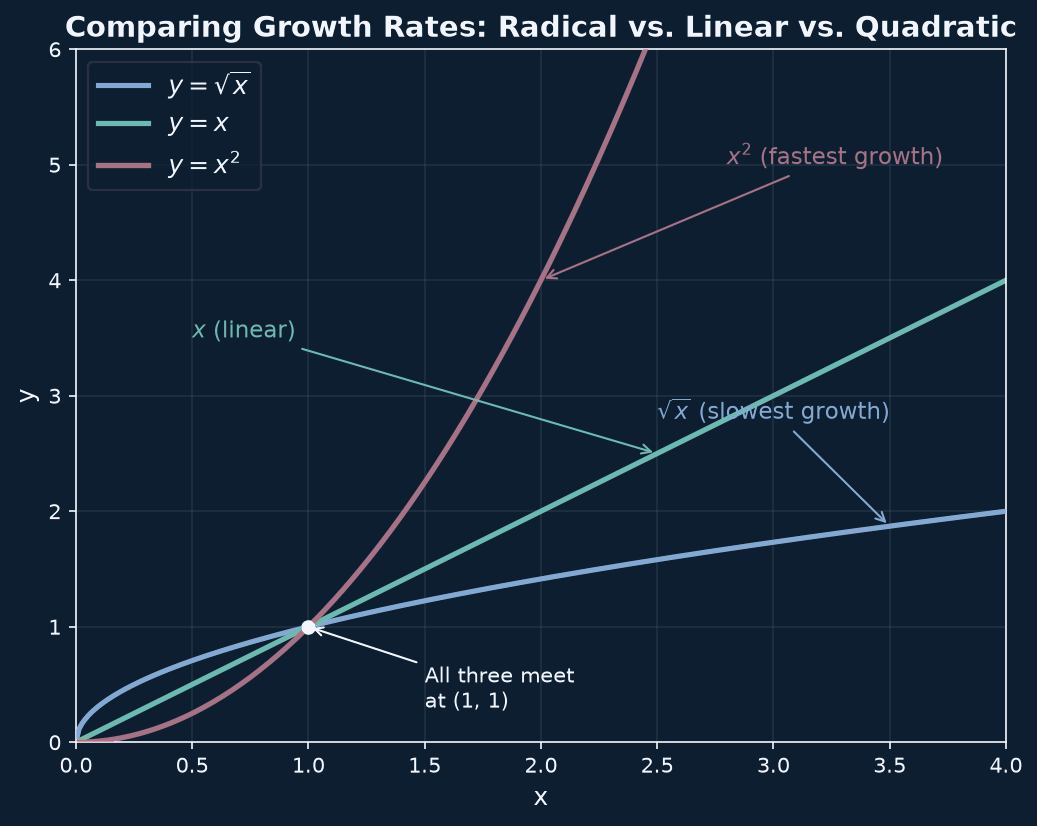 Comparing Growth Rates: Radical vs. Linear vs. Quadratic
y = √x
y = x
y = x²
x² (fastest growth)
x (linear)
√x (slowest growth)
All three meet
at (1, 1)
y
6
5
4
3
2
1
0
0.0 0.5 1.0 1.5 2.0 2.5 3.0 3.5 4.0
x